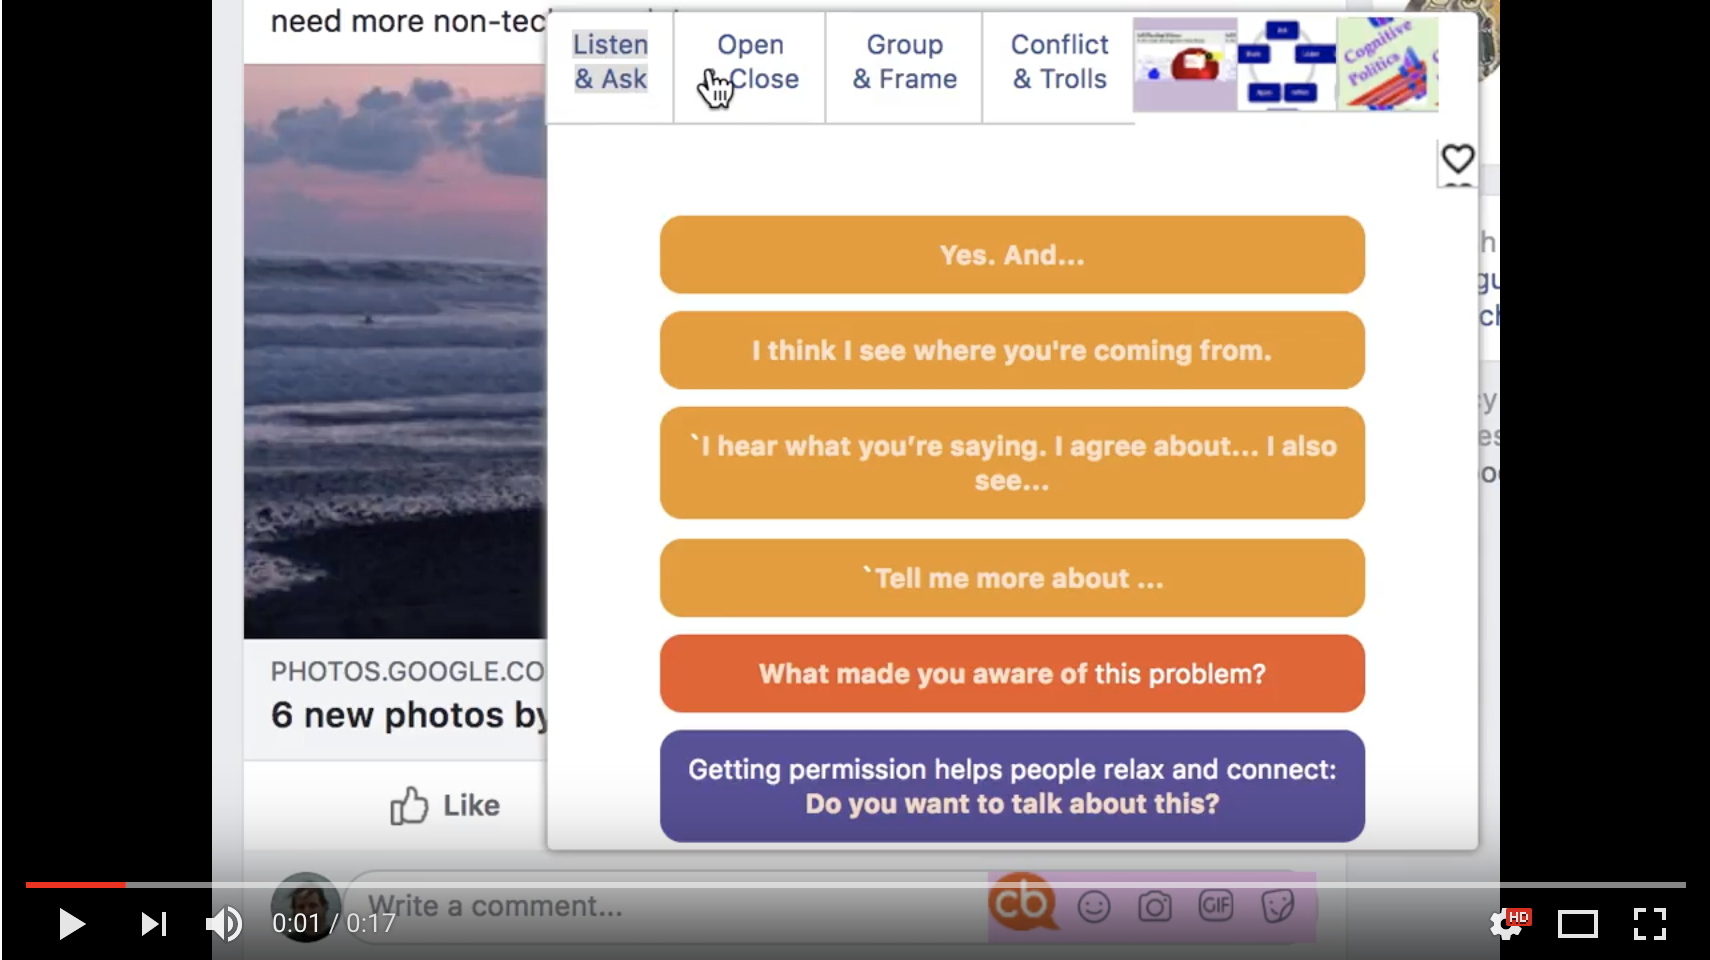 need more non-tec
Listen
& Ask
Open
Close
Group
& Frame
Conflict
& Trolls
Cognitive
Politics
Yes. And...
I think I see where you're coming from.
`I hear what you’re saying. I agree about... I also
see...
`Tell me more about ...
What made you aware of this problem?
Getting permission helps people relax and connect:
Do you want to talk about this?
PHOTOS.GOOGLE.CO
6 new photos by
Like
Write a comment...
cb
GIF
0:01 / 0:17
HD